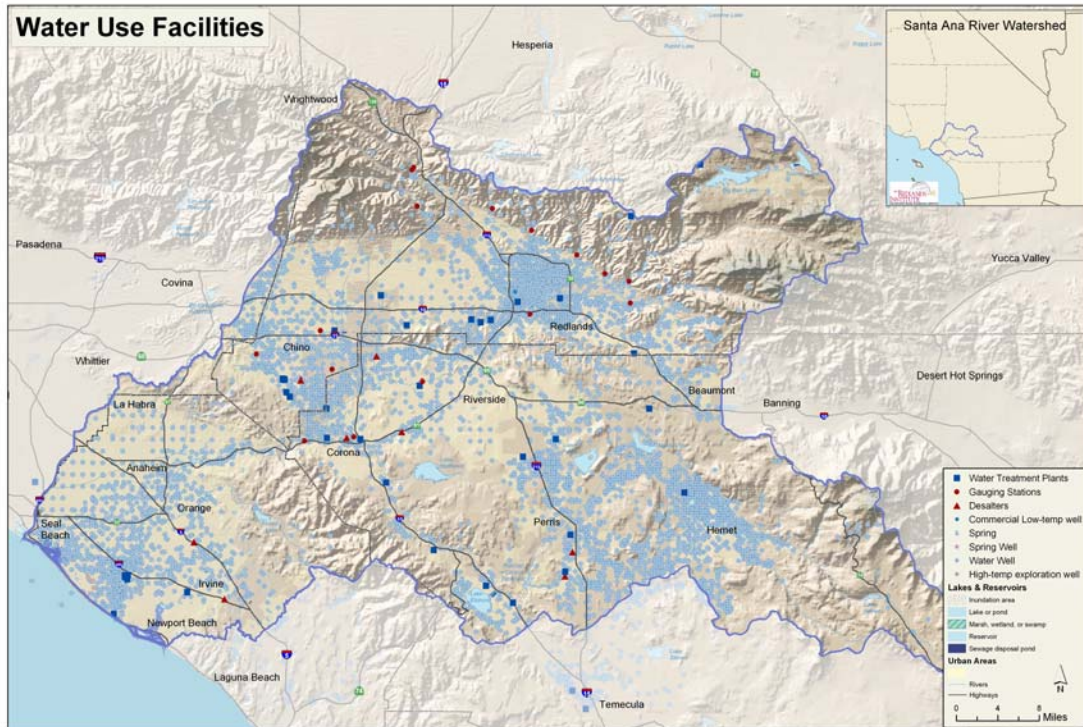 Water Use Facilities
Santa Ana River Watershed
Hesperia
Wrightwood
Pasadena
Covina
Yucca Valley
Whittier
Chino
Redlands
La Habra
Riverside
Beaumont
Banning
Desert Hot Springs
Corona
Anaheim
Orange
Seal
Beach
Perris
Hemet
Irvine
Newport Beach
Laguna Beach
Temecula
Water Treatment Plants
Gauging Stations
Desalters
Commercial Low-temp well
Spring
Spring Well
Water Well
High-temp exploration well
Lakes & Reservoirs
Inundation area
Lake or pond
Marsh, wetland, or swamp
Reservoir
Sewage disposal pond
Urban Areas
Rivers
Highways
N
0 4 8
Miles